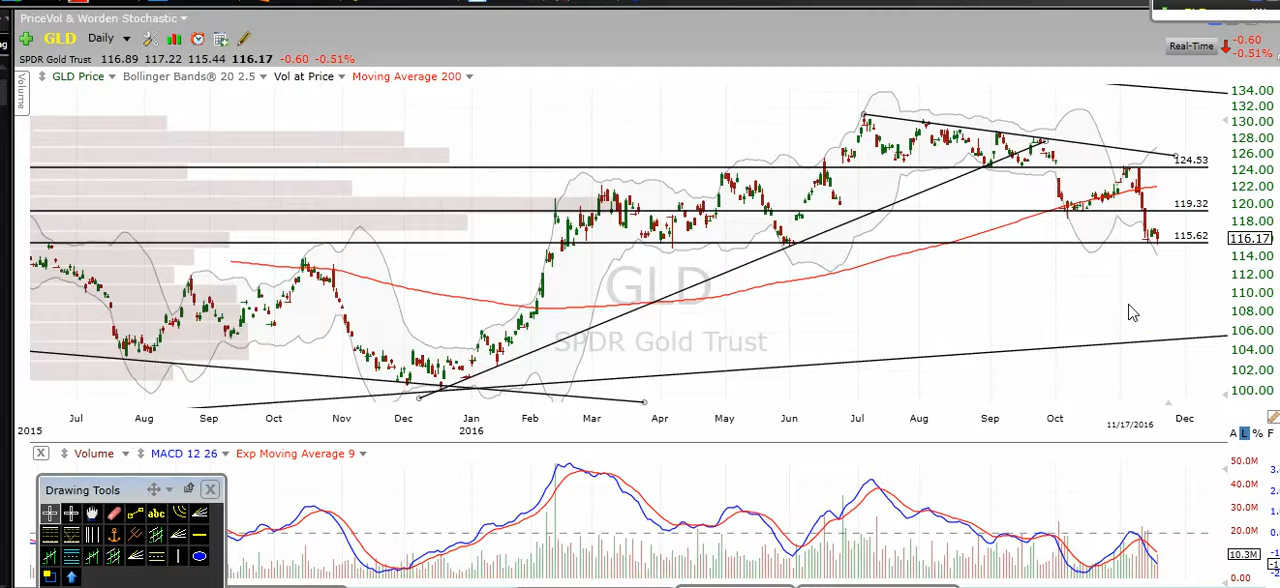 PriceVol & Worden Stochastic
GLD Daily
Real-Time
-0.60
-0.51%
SPDR Gold Trust 116.89 117.22 115.44 116.17 -0.60 -0.51%
Volume
GLD Price Bollinger Bands® 20 2.5 Vol at Price Moving Average 200
134.00
132.00
130.00
128.00
126.00
124.53
124.00
122.00
120.00
119.32
118.00
115.62
116.17
114.00
112.00
110.00
108.00
106.00
104.00
102.00
100.00
GLD
SPDR Gold Trust
Jul Aug Sep Oct Nov Dec Jan Feb Mar Apr May Jun Jul Aug Sep Oct Dec
2015 2016 11/17/2016
A L % F
X Volume MACD 12 26 Exp Moving Average 9
50.0M
40.0M
30.0M
20.0M
10.3M
0.00
Drawing Tools
abc